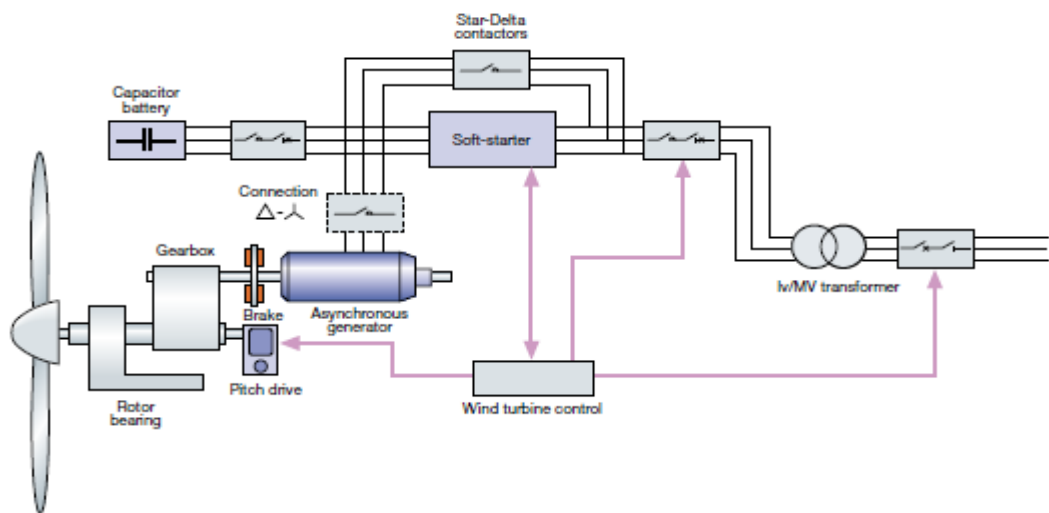 Star-Delta
contactors
Capacitor
battery
Soft-starter
Connection
Δ-⅄
Gearbox
lv/MV transformer
Brake
Asynchronous
generator
Pitch drive
Wind turbine control
Rotor
bearing